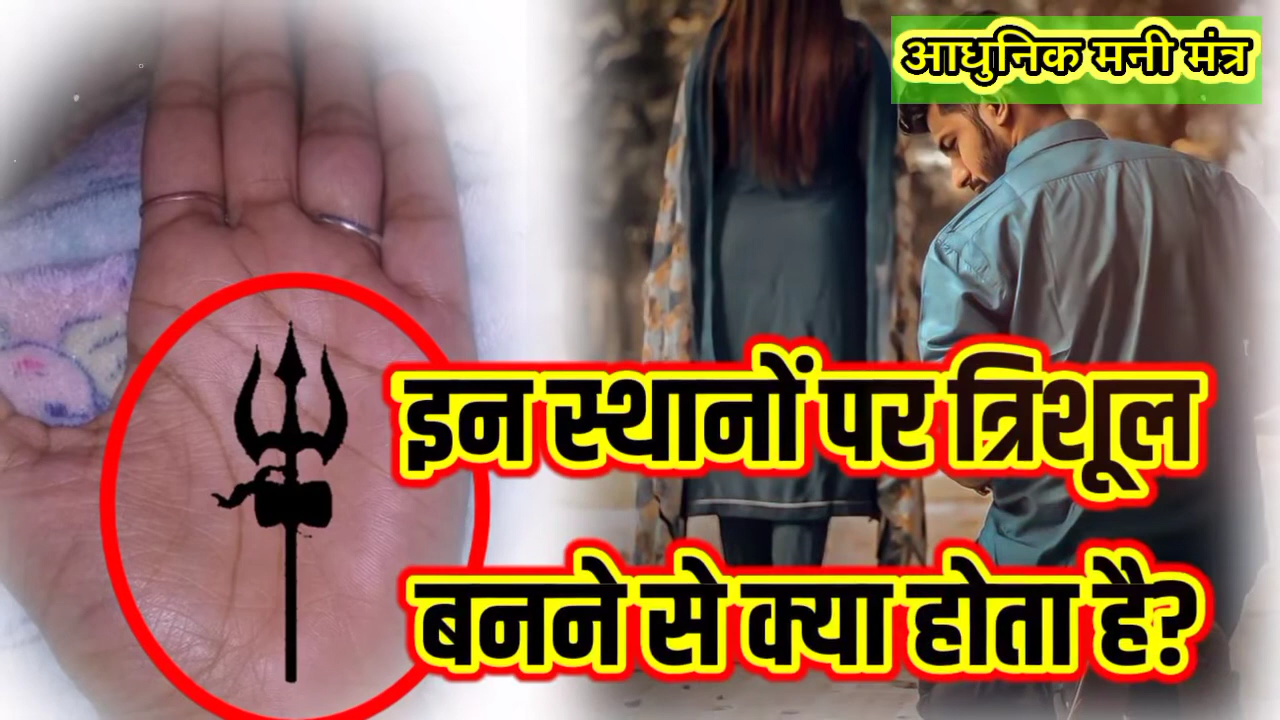 आधुनिक मनी मंत्र
इन स्थानों पर त्रिशूल
बनने से क्या होता है?